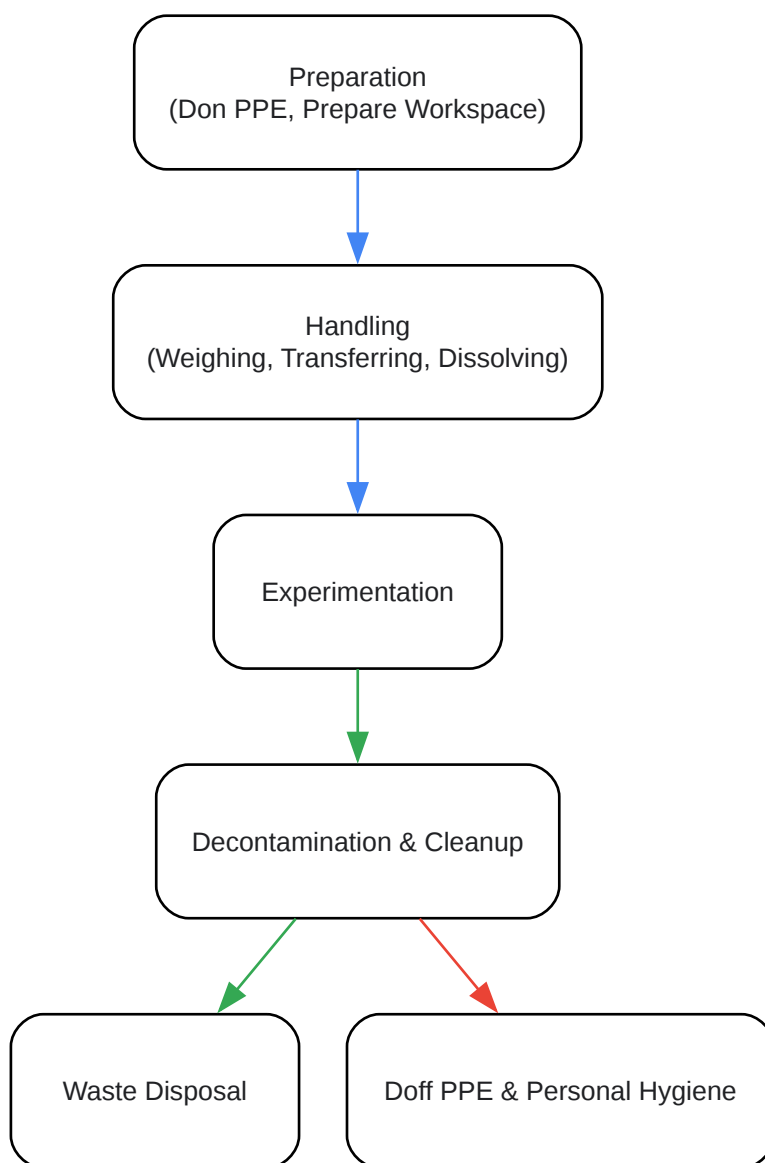 Preparation
(Don PPE, Prepare Workspace)
Handling
(Weighing, Transferring, Dissolving)
Experimentation
Decontamination & Cleanup
Waste Disposal
Doff PPE & Personal Hygiene